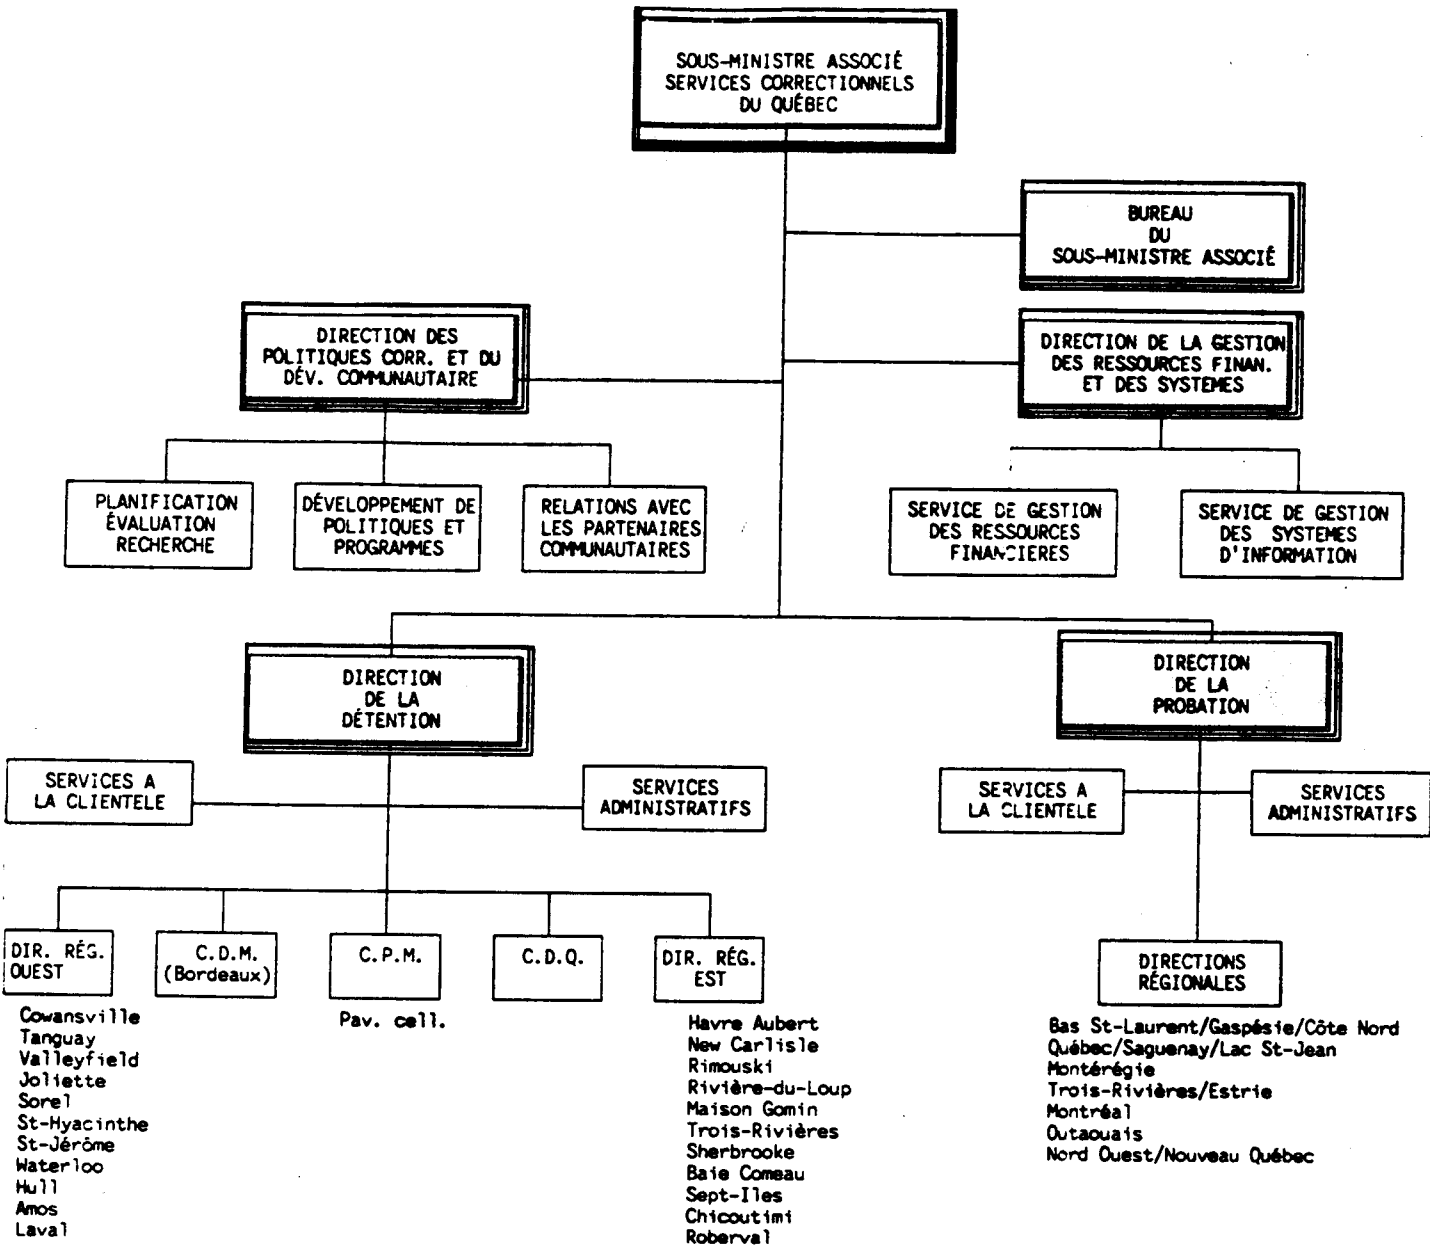 SOUS-MINISTRE ASSOCIÉ
SERVICES CORRECTIONNELS
DU QUÉBEC
BUREAU
DU
SOUS-MINISTRE ASSOCIÉ
DIRECTION DES
POLITIQUES CORR. ET DU
DÉV. COMMUNAUTAIRE
DIRECTION DE LA GESTION
DES RESSOURCES FINAN.
ET DES SYSTEMES
PLANIFICATION
ÉVALUATION
RECHERCHE
DÉVELOPPEMENT DE
POLITIQUES ET
PROGRAMMES
RELATIONS AVEC
LES PARTENAIRES
COMMUNAUTAIRES
SERVICE DE GESTION
DES RESSOURCES
FINANCIERES
SERVICE DE GESTION
DES SYSTEMES
D'INFORMATION
DIRECTION
DE LA
DÉTENTION
DIRECTION
DE LA
PROBATION
SERVICES A
LA CLIENTELE
SERVICES
ADMINISTRATIFS
SERVICES A
LA CLIENTELE
SERVICES
ADMINISTRATIFS
DIR. RÉG.
OUEST
C.D.M.
(Bordeaux)
C.P.M.
C.D.Q.
DIR. RÉG.
EST
DIRECTIONS
RÉGIONALES
Cowansville
Tanguay
Valleyfield
Joliette
Sorel
St-Hyacinthe
St-Jérôme
Waterloo
Hull
Amos
Laval
Pav. cell.
Havre Aubert
New Carlisle
Rimouski
Rivière-du-Loup
Maison Gomin
Trois-Rivières
Sherbrooke
Baie Comeau
Sept-Iles
Chicoutimi
Roberval
Bas St-Laurent/Gaspésie/Côte Nord
Québec/Saguenay/Lac St-Jean
Montérégie
Trois-Rivières/Estrie
Montréal
Outaouais
Nord Ouest/Nouveau Québec